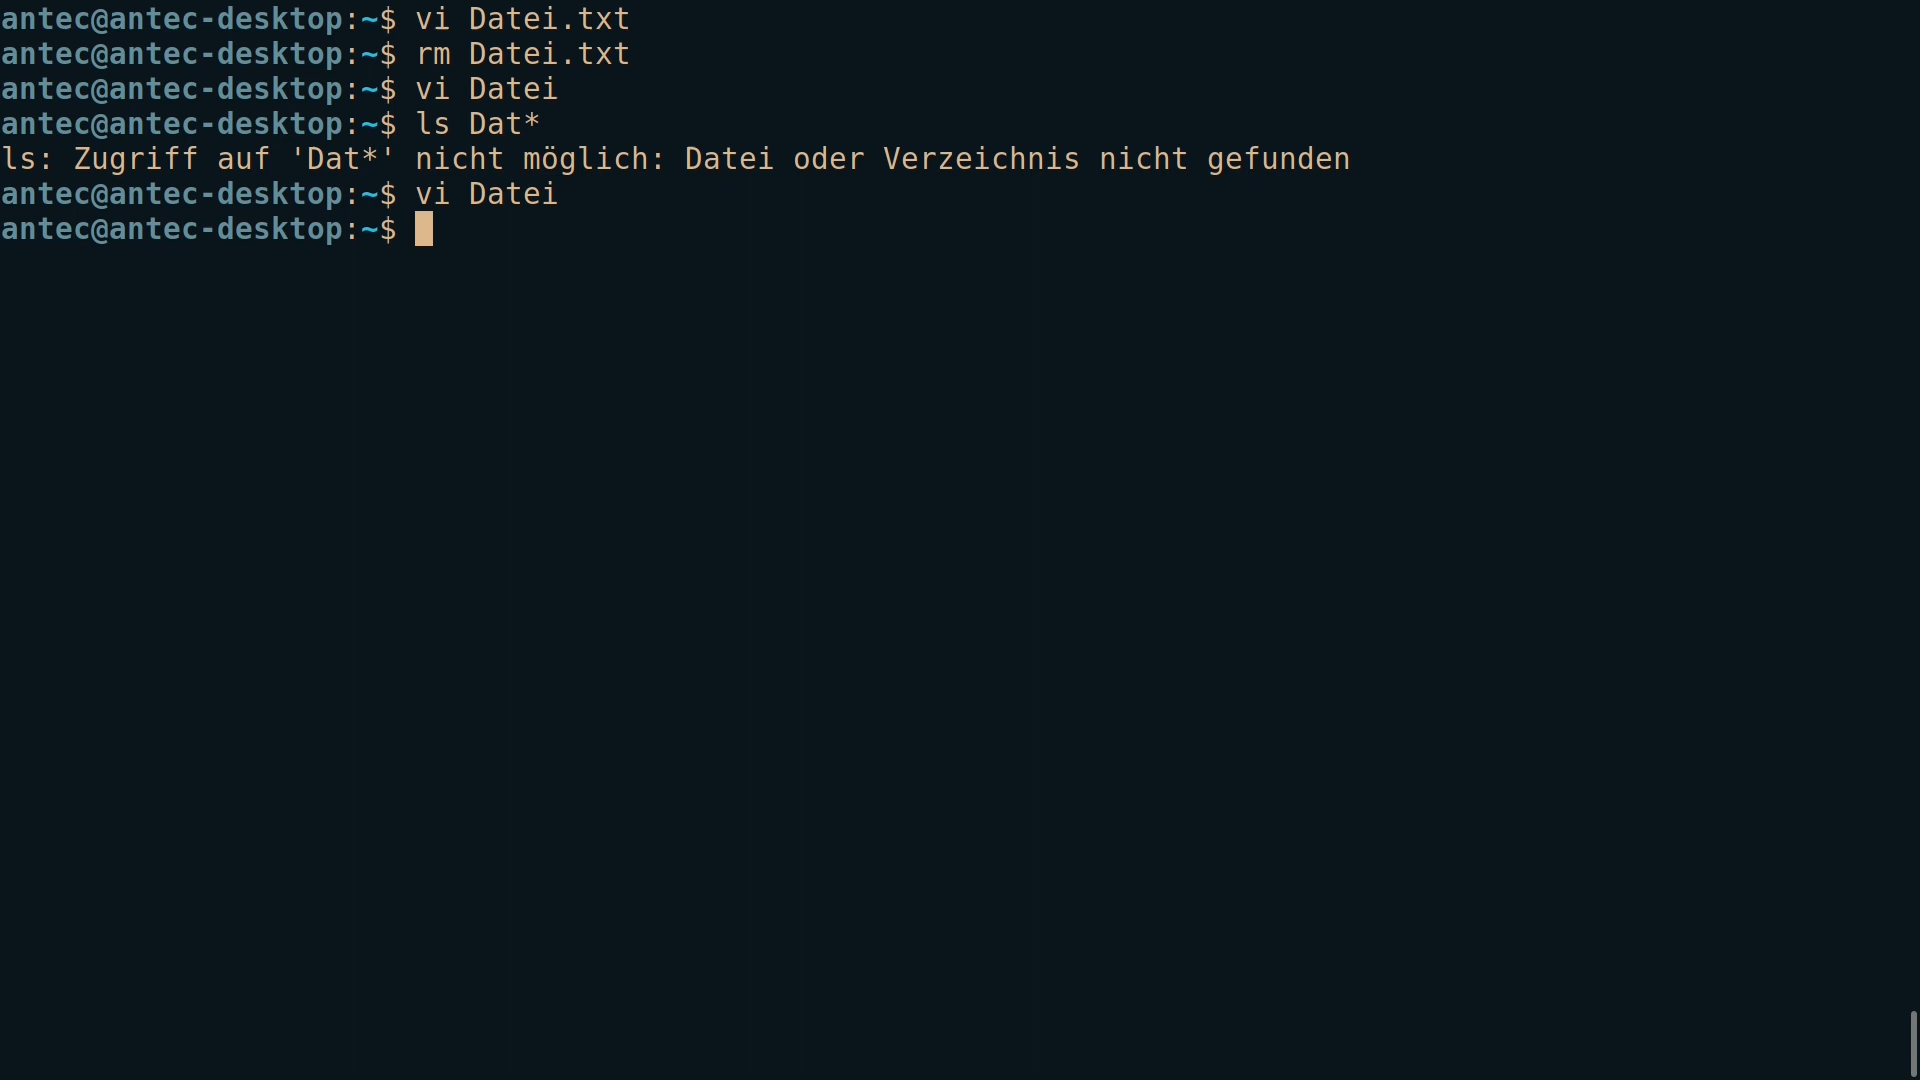 antec@antec-desktop:~$ vi Datei.txt
antec@antec-desktop:~$ rm Datei.txt
antec@antec-desktop:~$ vi Datei
antec@antec-desktop:~$ ls Dat*
ls: Zugriff auf 'Dat*' nicht möglich: Datei oder Verzeichnis nicht gefunden
antec@antec-desktop:~$ vi Datei
antec@antec-desktop:~$